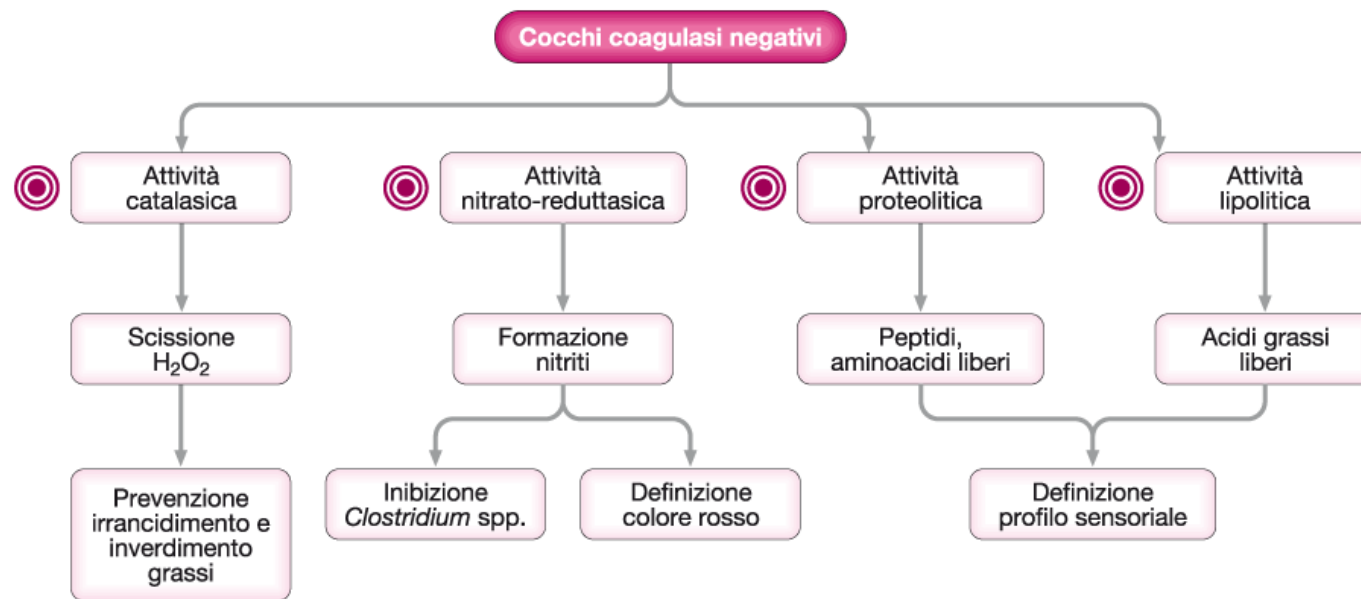 Cocchi coagulasi negativi
Attività
catalasica
Attività
nitrato-reduttasica
Attività
proteolitica
Attività
lipolitica
Scissione
H₂O₂
Formazione
nitriti
Peptidi,
aminoacidi liberi
Acidi grassi
liberi
Prevenzione
irrancidimento e
inverdimento
grassi
Inibizione
Clostridium spp.
Definizione
colore rosso
Definizione
profilo sensoriale